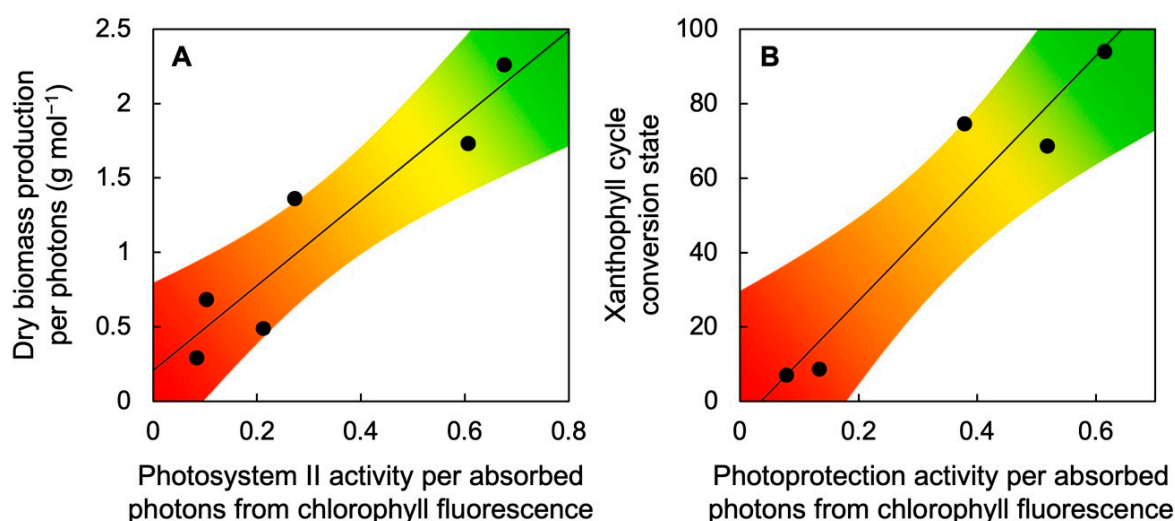 A
Dry biomass production
per photons (g mol⁻¹)
2.5
2
1.5
1
0.5
0
0 0.2 0.4 0.6 0.8
Photosystem II activity per absorbed
photons from chlorophyll fluorescence
B
Xanthophyll cycle
conversion state
100
80
60
40
20
0
0 0.2 0.4 0.6
Photoprotection activity per absorbed
photons from chlorophyll fluorescence